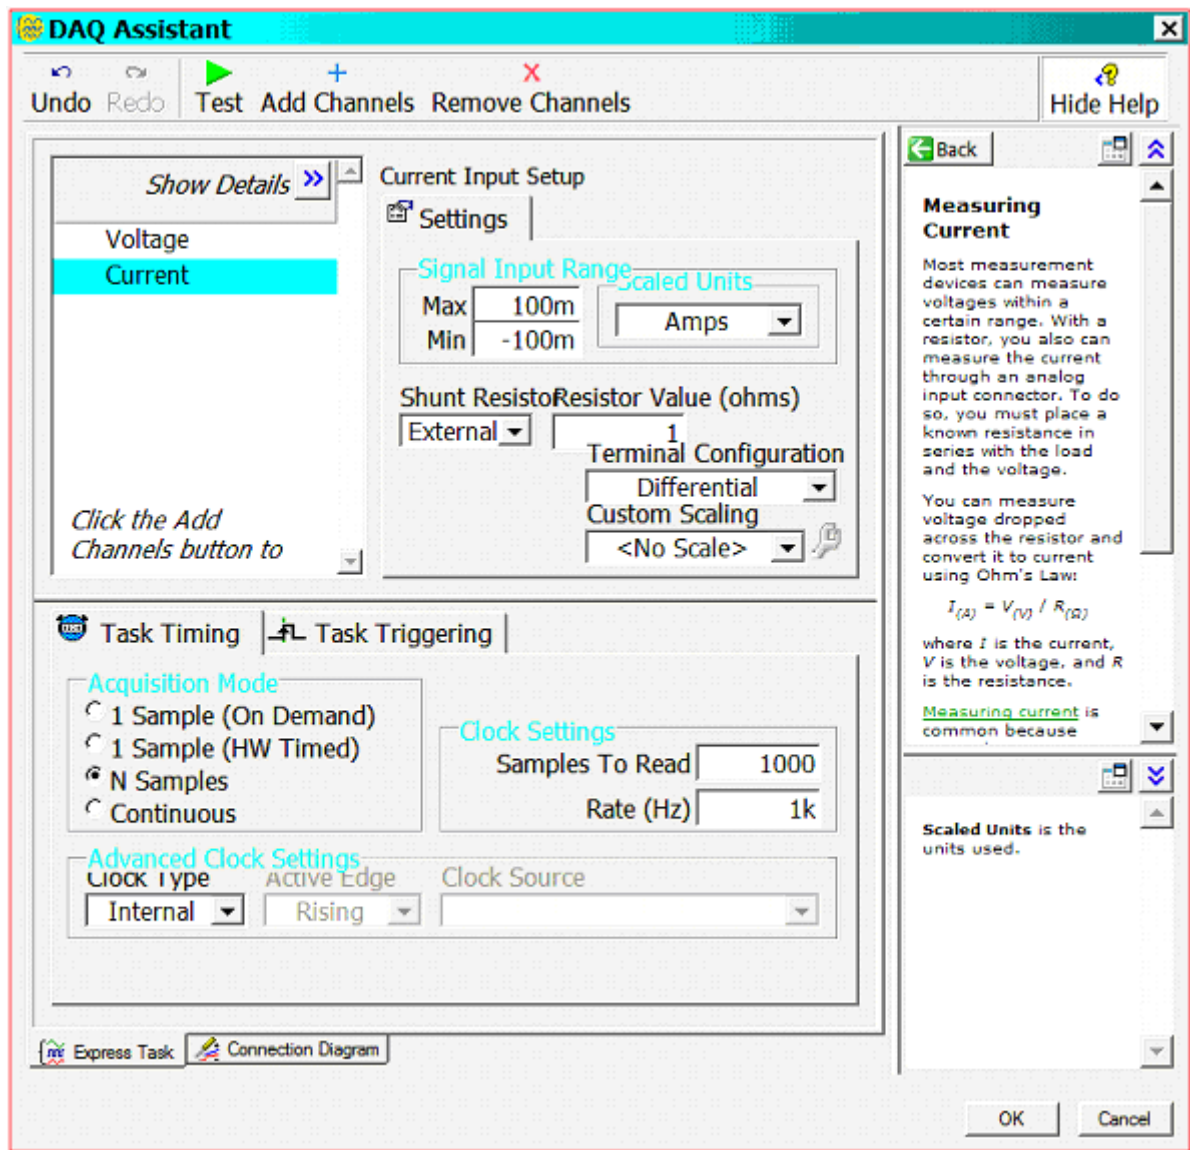 DAQ Assistant
Undo Redo Test Add Channels Remove Channels
Hide Help
Show Details
Voltage
Current
Click the Add
Channels button to
Current Input Setup
Settings
Signal Input Range
Max 100m
Min -100m
Scaled Units
Amps
Shunt Resistor
External
Resistor Value (ohms)
1
Terminal Configuration
Differential
Custom Scaling
<No Scale>
Task Timing
Task Triggering
Acquisition Mode
1 Sample (On Demand)
1 Sample (HW Timed)
N Samples
Continuous
Clock Settings
Samples To Read 1000
Rate (Hz) 1k
Advanced Clock Settings
Clock Type Active Edge Clock Source
Internal Rising
Express Task
Connection Diagram
Back
Measuring
Current
Most measurement
devices can measure
voltages within a
certain range. With a
resistor, you also can
measure the current
through an analog
input connector. To do
so, you must place a
known resistance in
series with the load
and the voltage.
You can measure
voltage dropped
across the resistor and
convert it to current
using Ohm's Law:
I(A) = V(V) / R(Ω)
where I is the current,
V is the voltage, and R
is the resistance.
Measuring current is
common because
Scaled Units is the
units used.
OK
Cancel